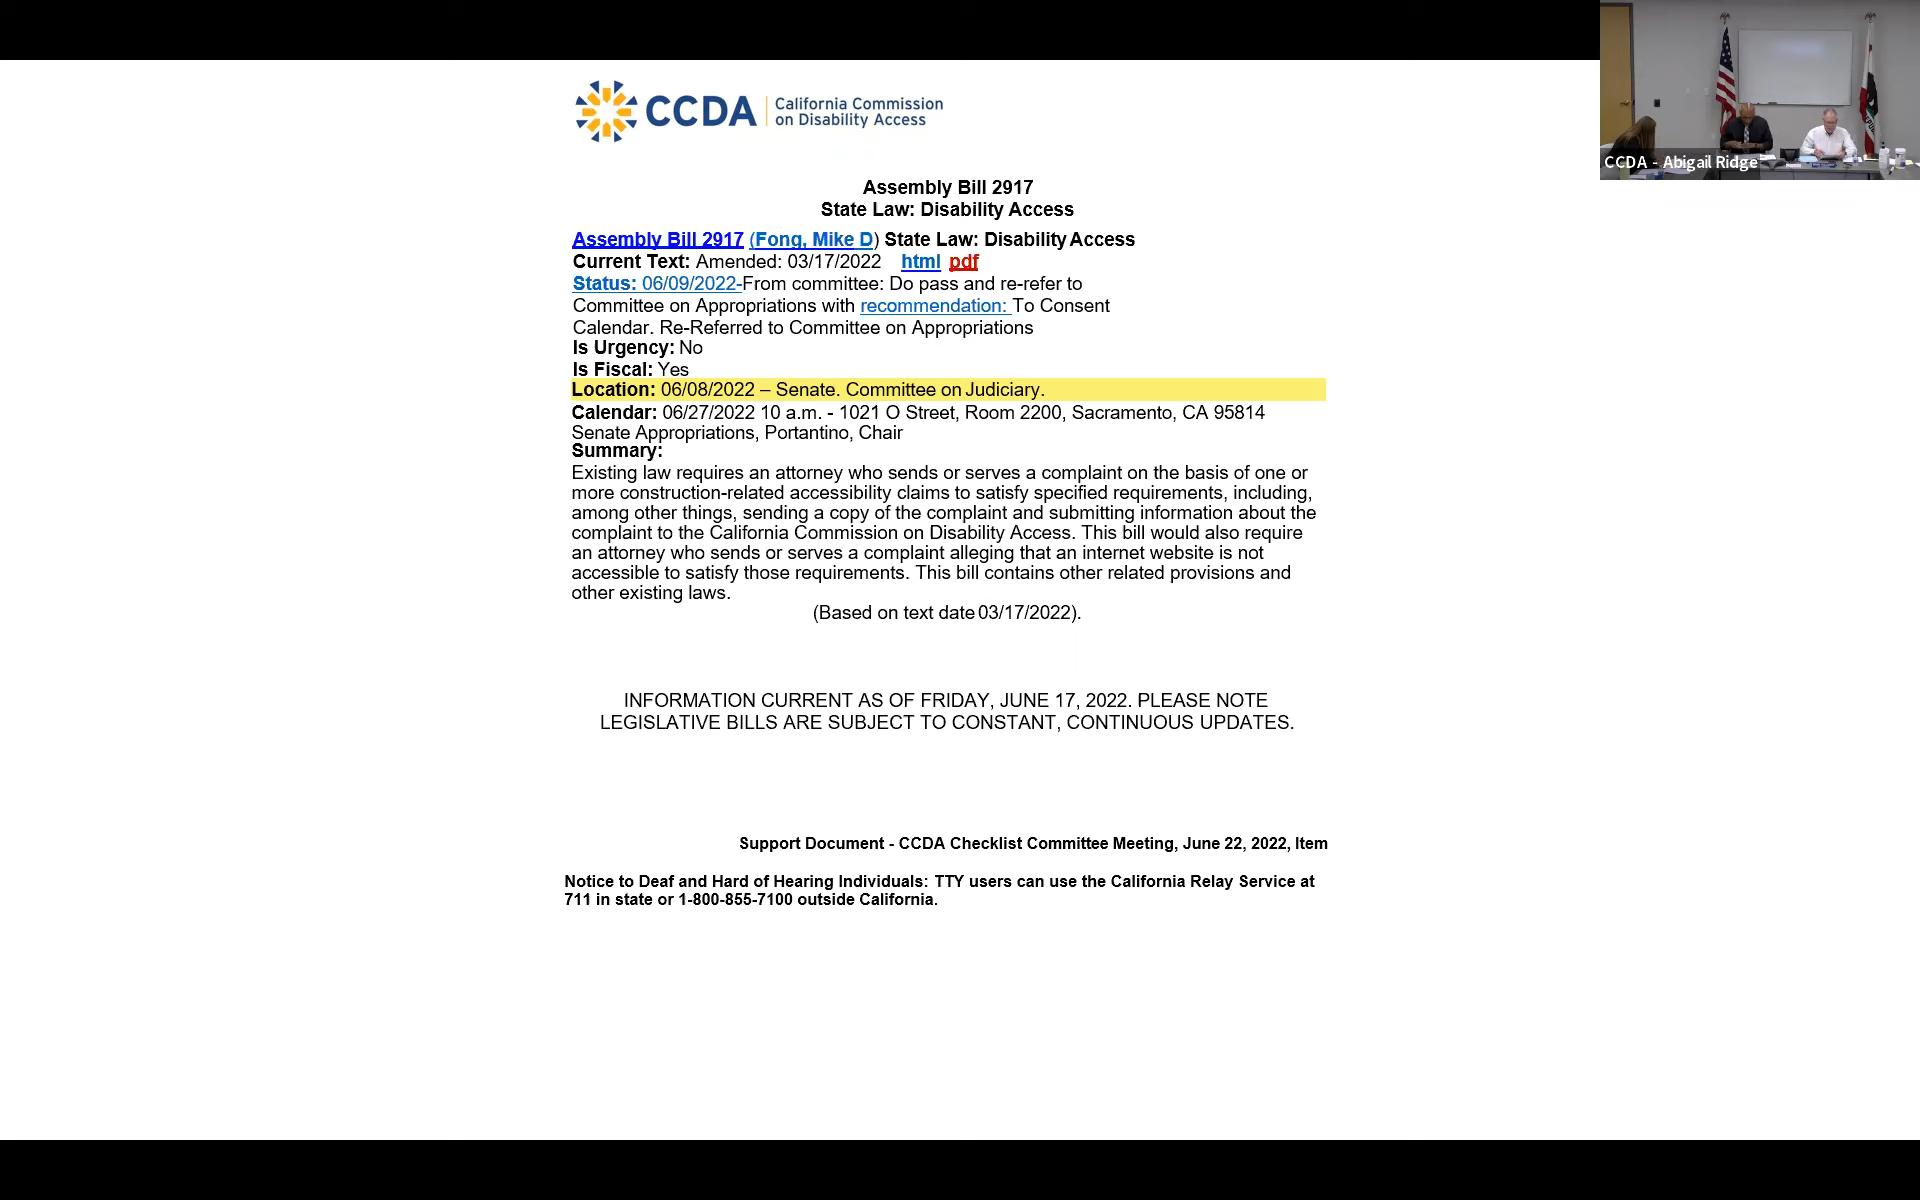 CCDA
California Commission
on Disability Access
CCDA - Abigail Ridge
Assembly Bill 2917
State Law: Disability Access
Assembly Bill 2917 (Fong, Mike D) State Law: Disability Access
Current Text: Amended: 03/17/2022 html pdf
Status: 06/09/2022-From committee: Do pass and re-refer to
Committee on Appropriations with recommendation: To Consent
Calendar. Re-Referred to Committee on Appropriations
Is Urgency: No
Is Fiscal: Yes
Location: 06/08/2022 – Senate. Committee on Judiciary.
Calendar: 06/27/2022 10 a.m. - 1021 O Street, Room 2200, Sacramento, CA 95814
Senate Appropriations, Portantino, Chair
Summary:
Existing law requires an attorney who sends or serves a complaint on the basis of one or
more construction-related accessibility claims to satisfy specified requirements, including,
among other things, sending a copy of the complaint and submitting information about the
complaint to the California Commission on Disability Access. This bill would also require
an attorney who sends or serves a complaint alleging that an internet website is not
accessible to satisfy those requirements. This bill contains other related provisions and
other existing laws.
(Based on text date 03/17/2022).
INFORMATION CURRENT AS OF FRIDAY, JUNE 17, 2022. PLEASE NOTE
LEGISLATIVE BILLS ARE SUBJECT TO CONSTANT, CONTINUOUS UPDATES.
Support Document - CCDA Checklist Committee Meeting, June 22, 2022, Item
Notice to Deaf and Hard of Hearing Individuals: TTY users can use the California Relay Service at
711 in state or 1-800-855-7100 outside California.